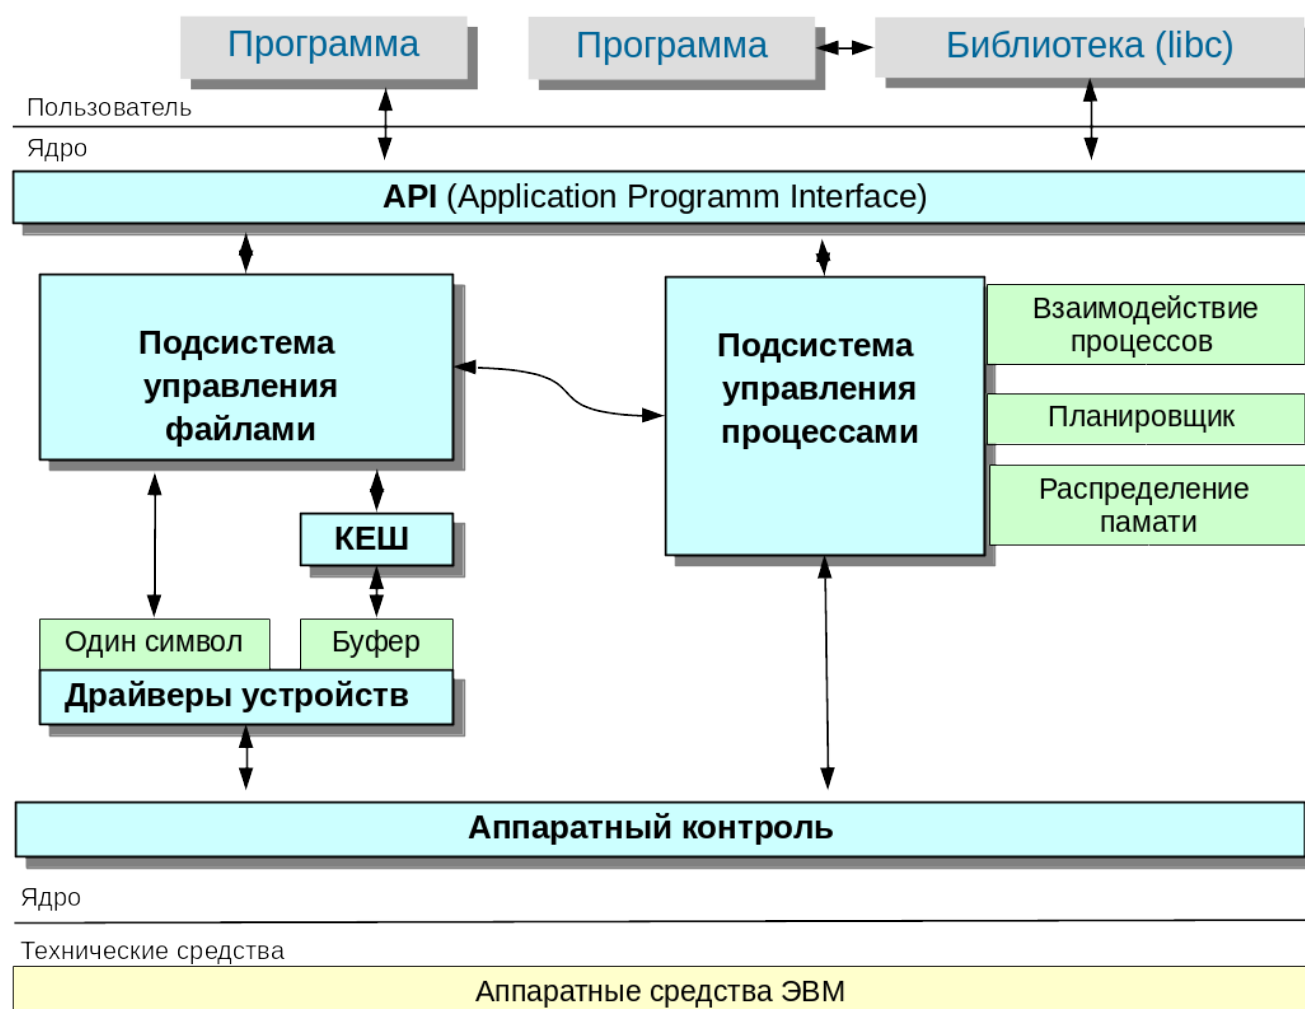 Программа
Программа
Библиотека (libc)
Пользователь
Ядро
API (Application Programm Interface)
Подсистема
управления
файлами
Подсистема
управления
процессами
Взаимодействие
процессов
Планировщик
Распределение
памати
КЕШ
Один символ
Буфер
Драйверы устройств
Аппаратный контроль
Ядро
Технические средства
Аппаратные средства ЭВМ